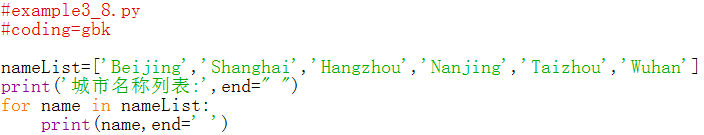 #example3_8.py
#coding=gbk

nameList=['Beijing','Shanghai','Hangzhou','Nanjing','Taizhou','Wuhan']
print('城市名称列表:',end=" ")
for name in nameList:
    print(name,end=' ')